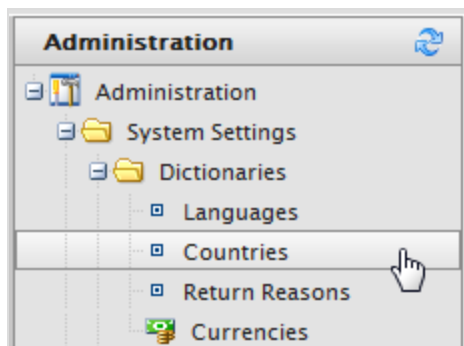 Administration
Administration
System Settings
Dictionaries
Languages
Countries
Return Reasons
Currencies